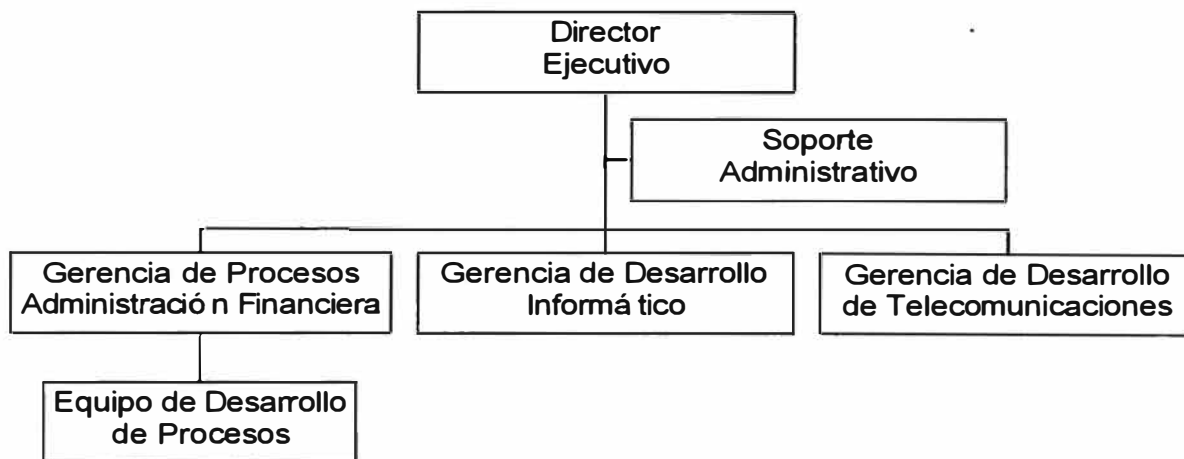 Director
Ejecutivo
Soporte
Administrativo
Gerencia de Procesos
Administració n Financiera
Gerencia de Desarrollo
Informá tico
Gerencia de Desarrollo
de Telecomunicaciones
Equipo de Desarrollo
de Procesos